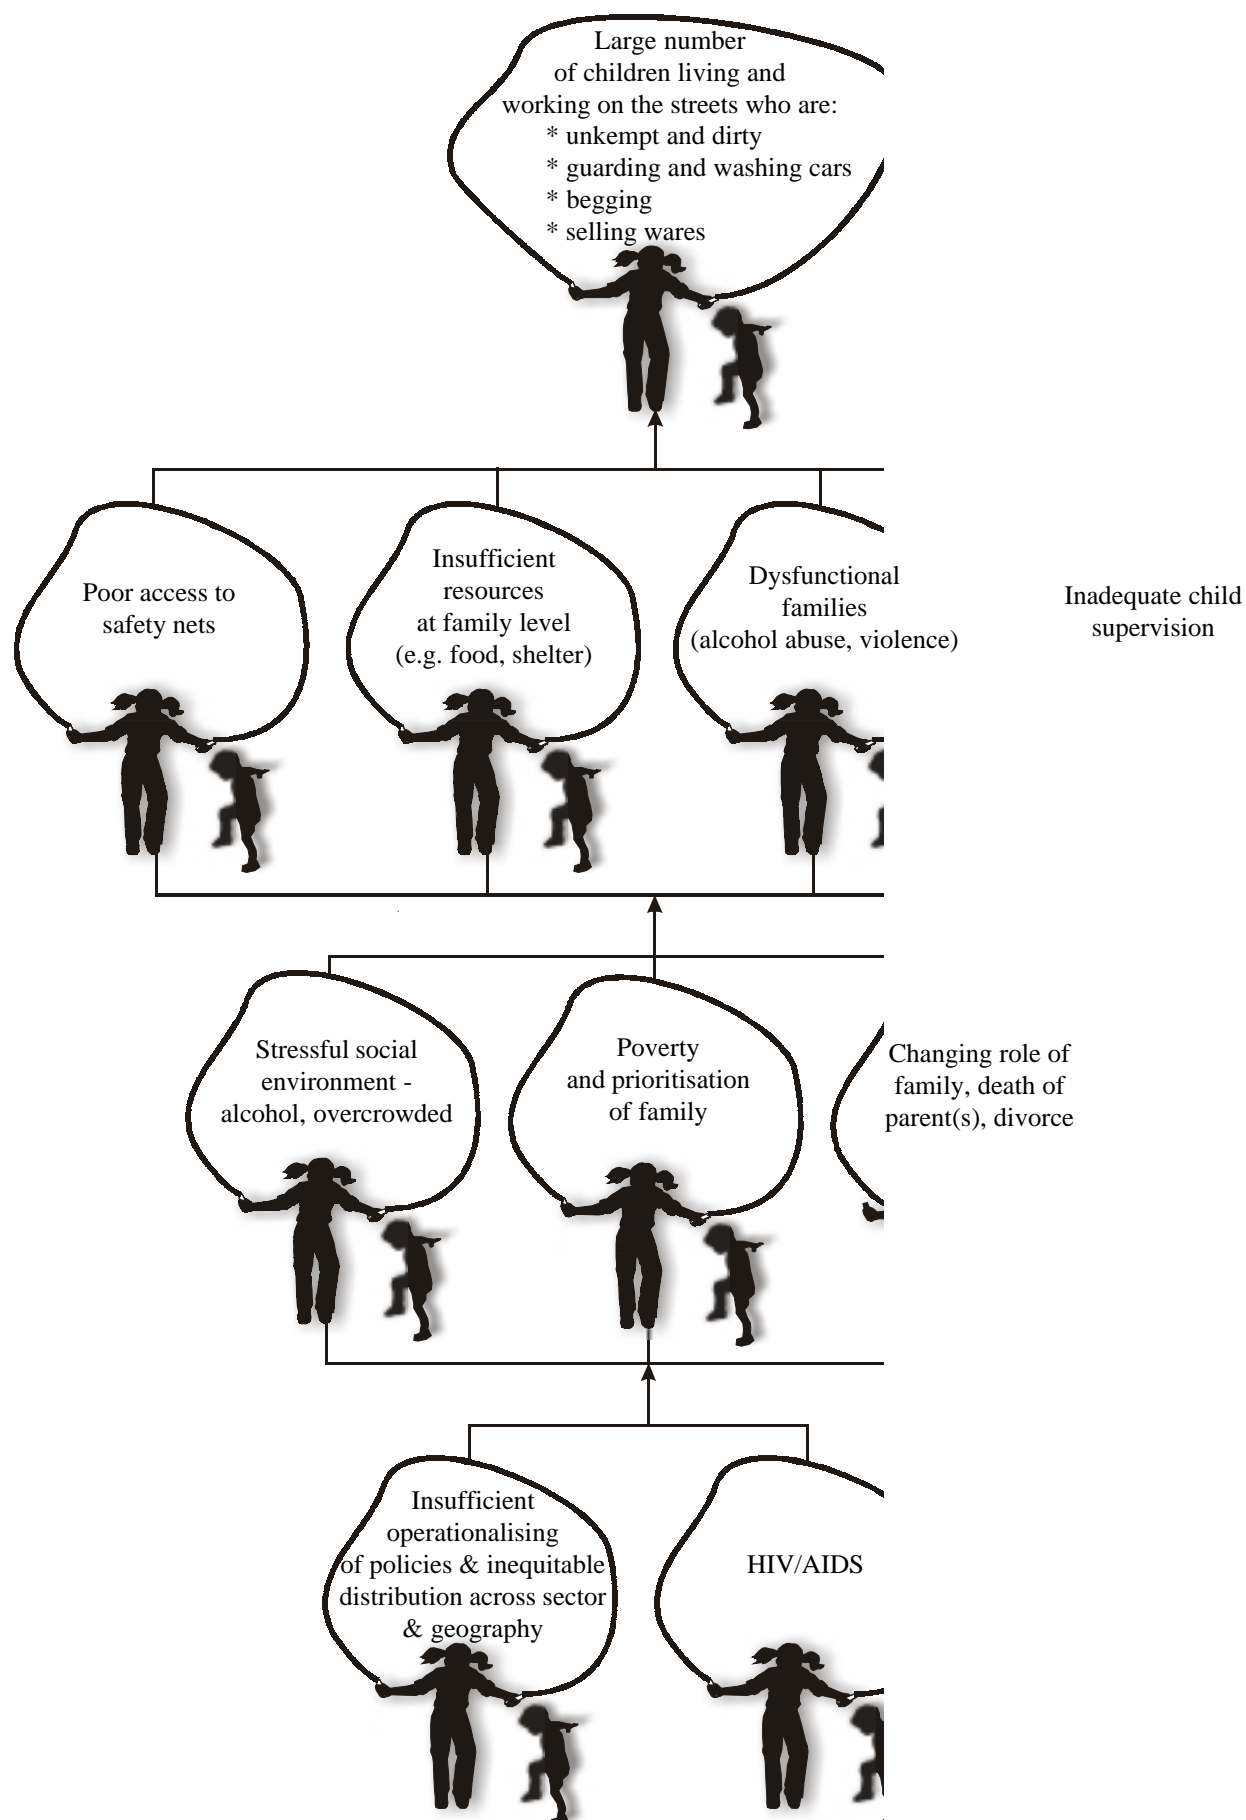 Large number
of children living and
working on the streets who are:
* unkempt and dirty
* guarding and washing cars
* begging
* selling wares
Poor access to
safety nets
Insufficient
resources
at family level
(e.g. food, shelter)
Dysfunctional
families
(alcohol abuse, violence)
Inadequate child
supervision
Stressful social
environment -
alcohol, overcrowded
Poverty
and prioritisation
of family
Changing role of
family, death of
parent(s), divorce
Insufficient
operationalising
of policies & inequitable
distribution across sector
& geography
HIV/AIDS